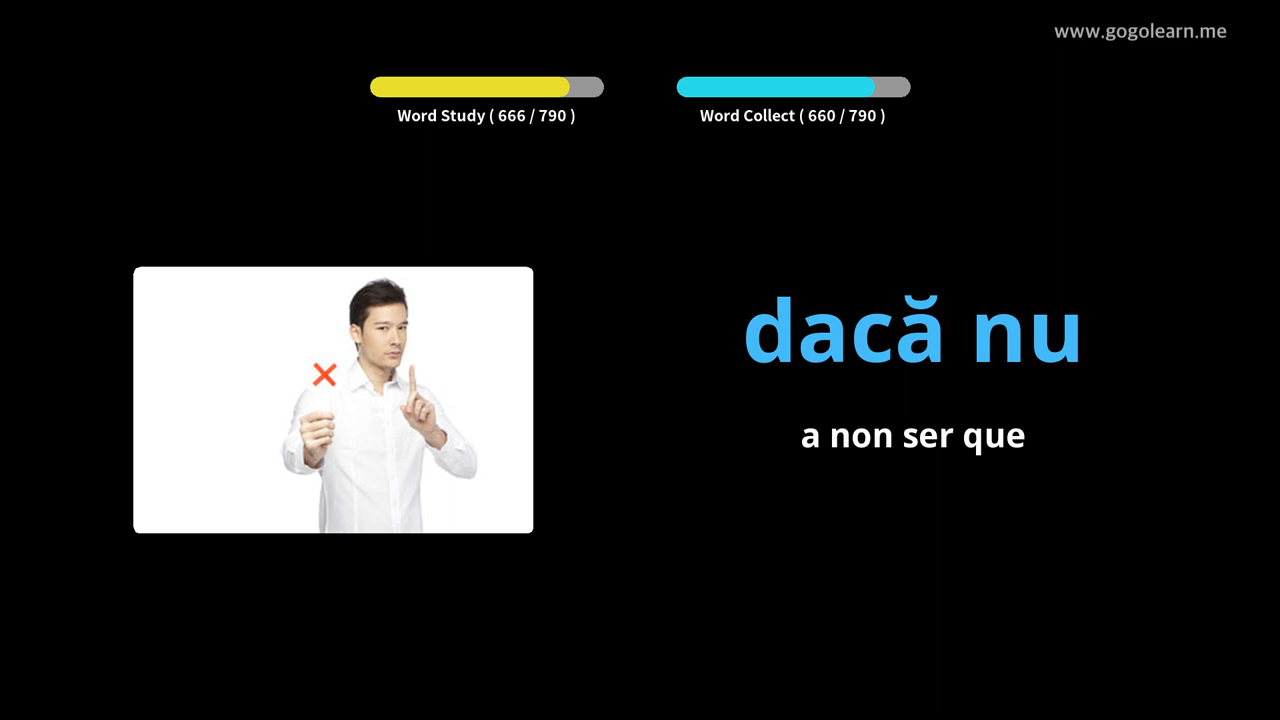 www.gogolearn.me
Word Study ( 666 / 790 )
Word Collect ( 660 / 790 )
dacă nu
a non ser que